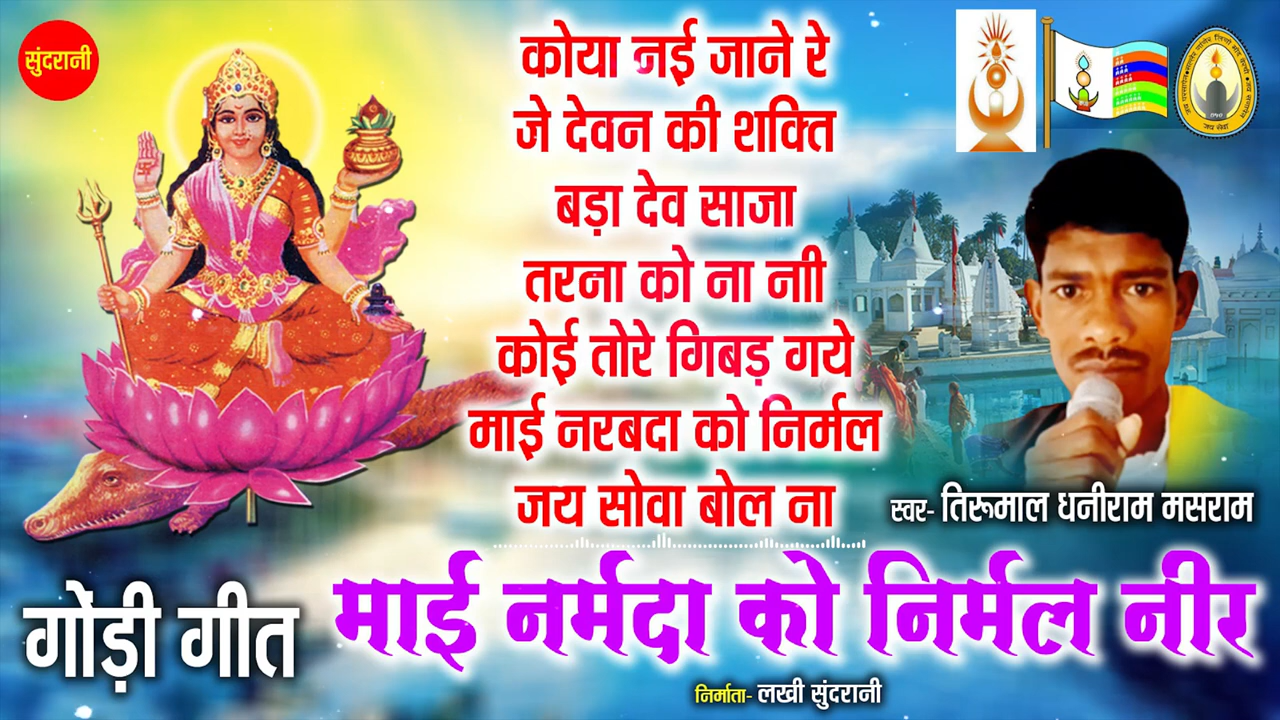 सुंदरानी
कोया नई जाने रे
जे देवन की शक्ति
बड़ा देव साजा
तरना को ना नाी
कोई तोरे गिबड़ गये
माई नरबदा को निर्मल
जय सोवा बोल ना
स्वर- तिरूमाल धनीराम मसराम
गोंड़ी गीत
माई नर्मदा को निर्मल नीर
निर्माता- लखी सुंदरानी
जय सेवा